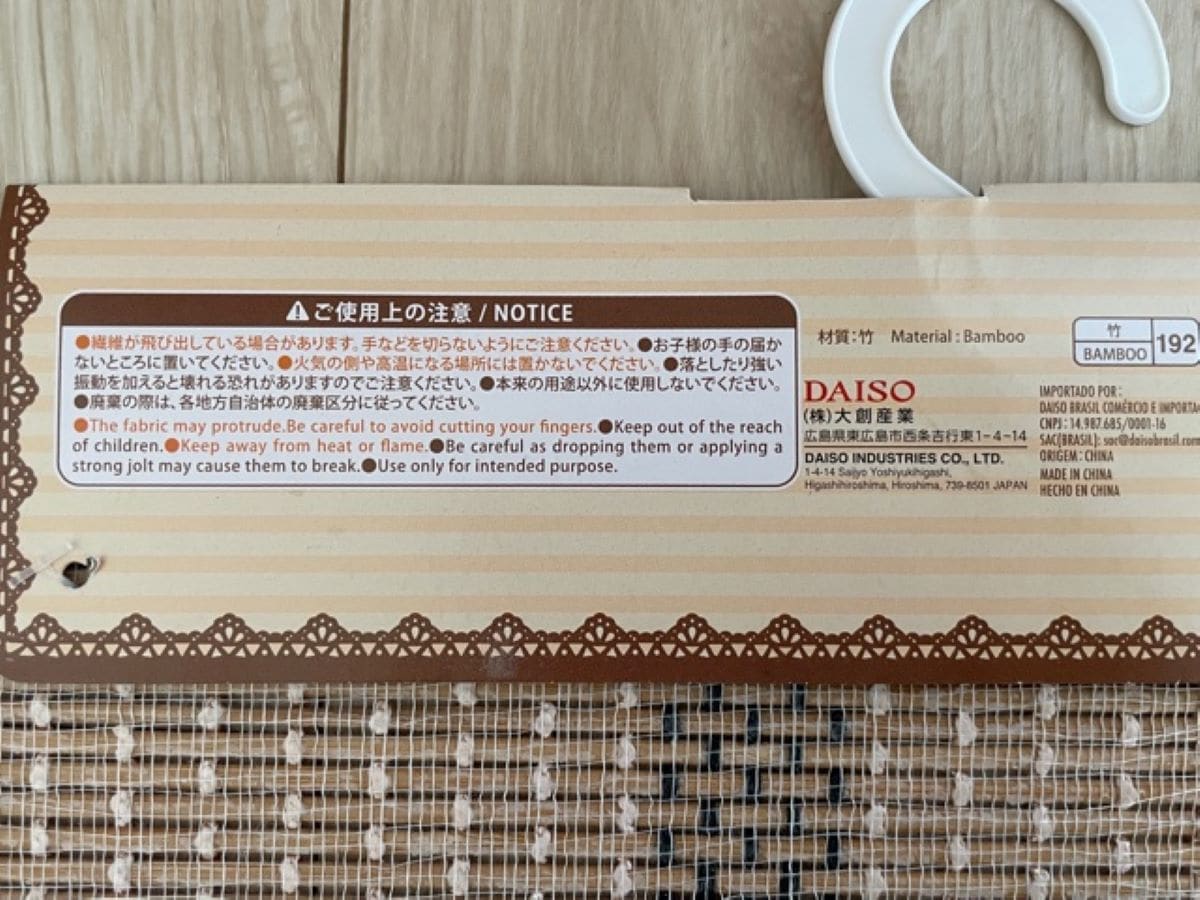 ⚠ご使用上の注意 / NOTICE
●繊維が飛び出している場合があります。手などを切らないようにご注意ください。●お子様の手の届か
ないところに置いてください。●火気の側や高温になる場所には置かないでください。●落としたり強い
振動を加えると壊れる恐れがありますのでご注意ください。●本来の用途以外に使用しないでください。
●廃棄の際は、各地方自治体の廃棄区分に従ってください。
●The fabric may protrude.Be careful to avoid cutting your fingers.●Keep out of the reach
of children.●Keep away from heat or flame.●Be careful as dropping them or applying a
strong jolt may cause them to break.●Use only for intended purpose.
材質:竹 Material : Bamboo
竹
BAMBOO
192
DAISO
(株)大創産業
広島県東広島市西条吉行東1-4-14
DAISO INDUSTRIES CO., LTD.
1-4-14 Saijyo Yoshiyukihigashi,
Higashihiroshima, Hiroshima, 739-8501 JAPAN
IMPORTADO POR:
DAISO BRASIL COMÉRCIO E IMPORTA
CNPJ: 14.987.685/0001-16
SAC(BRASIL): sac@daisobrasil.com
ORIGEM: CHINA
MADE IN CHINA
HECHO EN CHINA